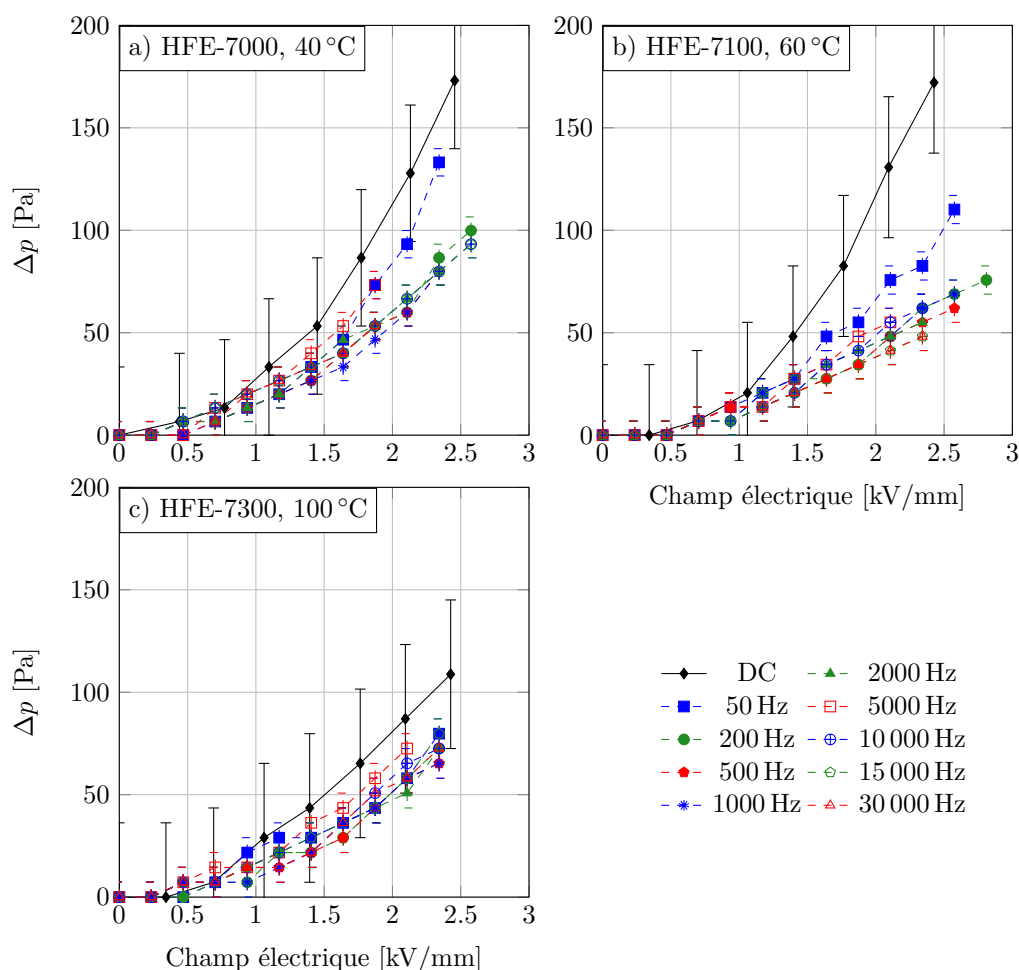 a) HFE-7000, 40 °C
200
150
100
50
0
Δp [Pa]
0 0.5 1 1.5 2 2.5 3
b) HFE-7100, 60 °C
200
150
100
50
0
Δp [Pa]
0 0.5 1 1.5 2 2.5 3
Champ électrique [kV/mm]
c) HFE-7300, 100 °C
200
150
100
50
0
Δp [Pa]
0 0.5 1 1.5 2 2.5 3
Champ électrique [kV/mm]
DC 2000 Hz
50 Hz 5000 Hz
200 Hz 10 000 Hz
500 Hz 15 000 Hz
1000 Hz 30 000 Hz